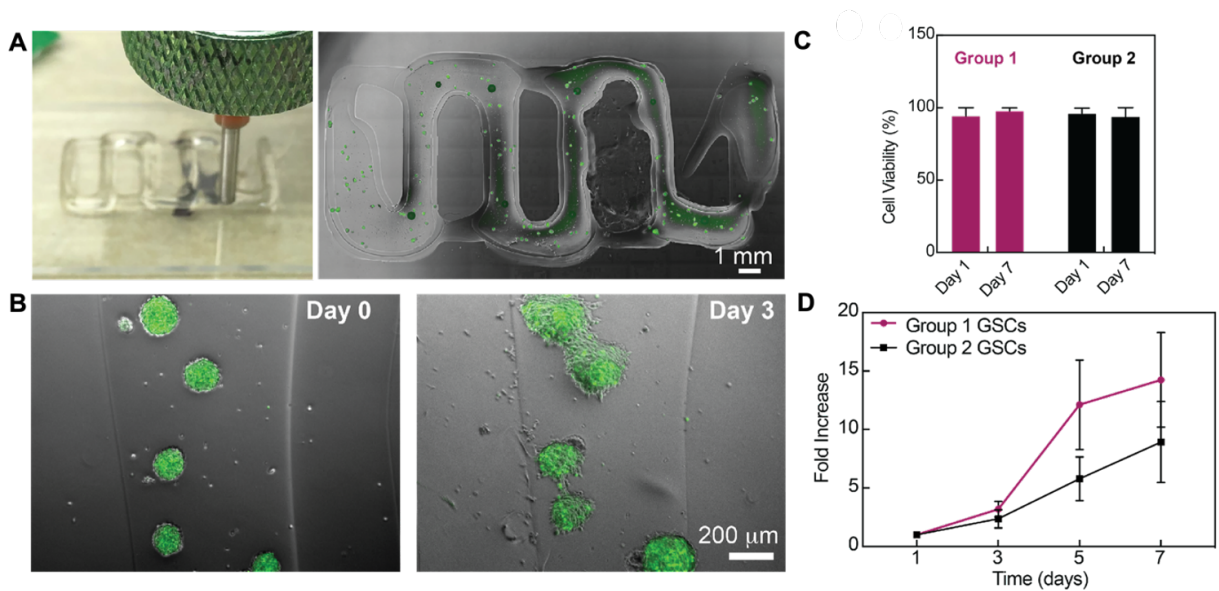 A
1 mm
B
Day 0
Day 3
200 μm
C
150
100
50
0
Cell Viability (%)
Group 1
Group 2
Day 1
Day 7
Day 1
Day 7
D
20
15
10
5
0
Fold Increase
Group 1 GSCs
Group 2 GSCs
1 3 5 7
Time (days)